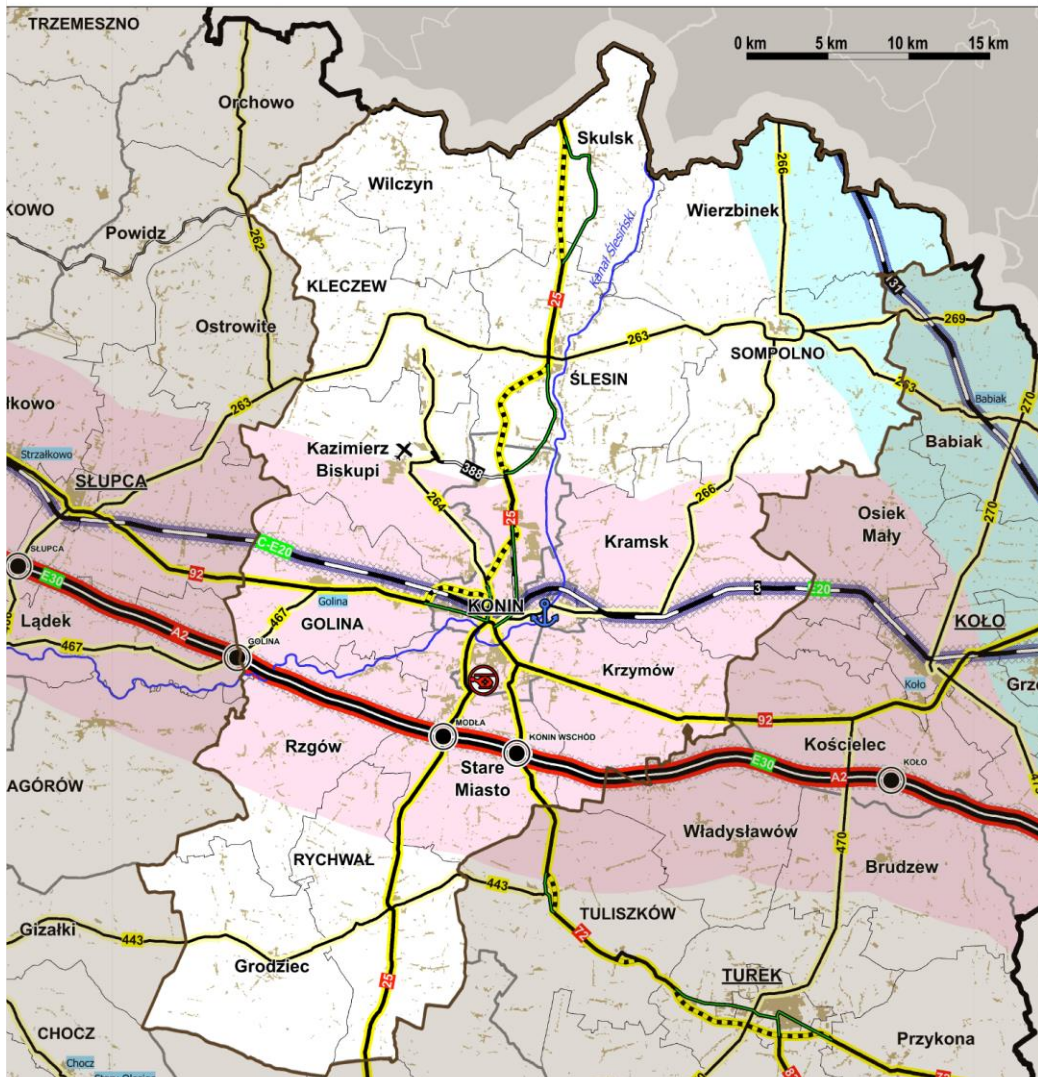 TRZEMESZNO
0 km 5 km 10 km 15 km
Orchowo
Skulsk
266
Wilczyn
Wierzbinek
KOWO
Powidz
262
Kanał Ślesiński
KLECZEW
131
25
Ostrowite
269
263
SOMPOLNO
ŚLESIN
263
270
263
Babiak
łkowo
Babiak
Kazimierz
Biskupi
Strzałkowo
388
SŁUPCA
264
266
270
Osiek
Mały
25
Kramsk
C-E20
SŁUPCA
92
3
E20
E30
Golina
KONIN
Lądek
467
GOLINA
KOŁO
A2
467
GOLINA
Krzymów
Koło
Grze
92
MODŁA
Rzgów
KONIN WSCHÓD
Kościelec
Stare
Miasto
E30
A2
KOŁO
AGÓRÓW
470
Władysławów
RYCHWAŁ
Brudzew
443
TULISZKÓW
Gizałki
443
72
Grodziec
25
TUREK
CHOCZ
Przykona
Chocz